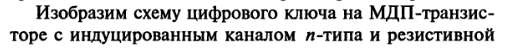 Изобразим схему цифрового ключа на МДП-транзис-
торе с индуцированным каналом n-типа и резистивной